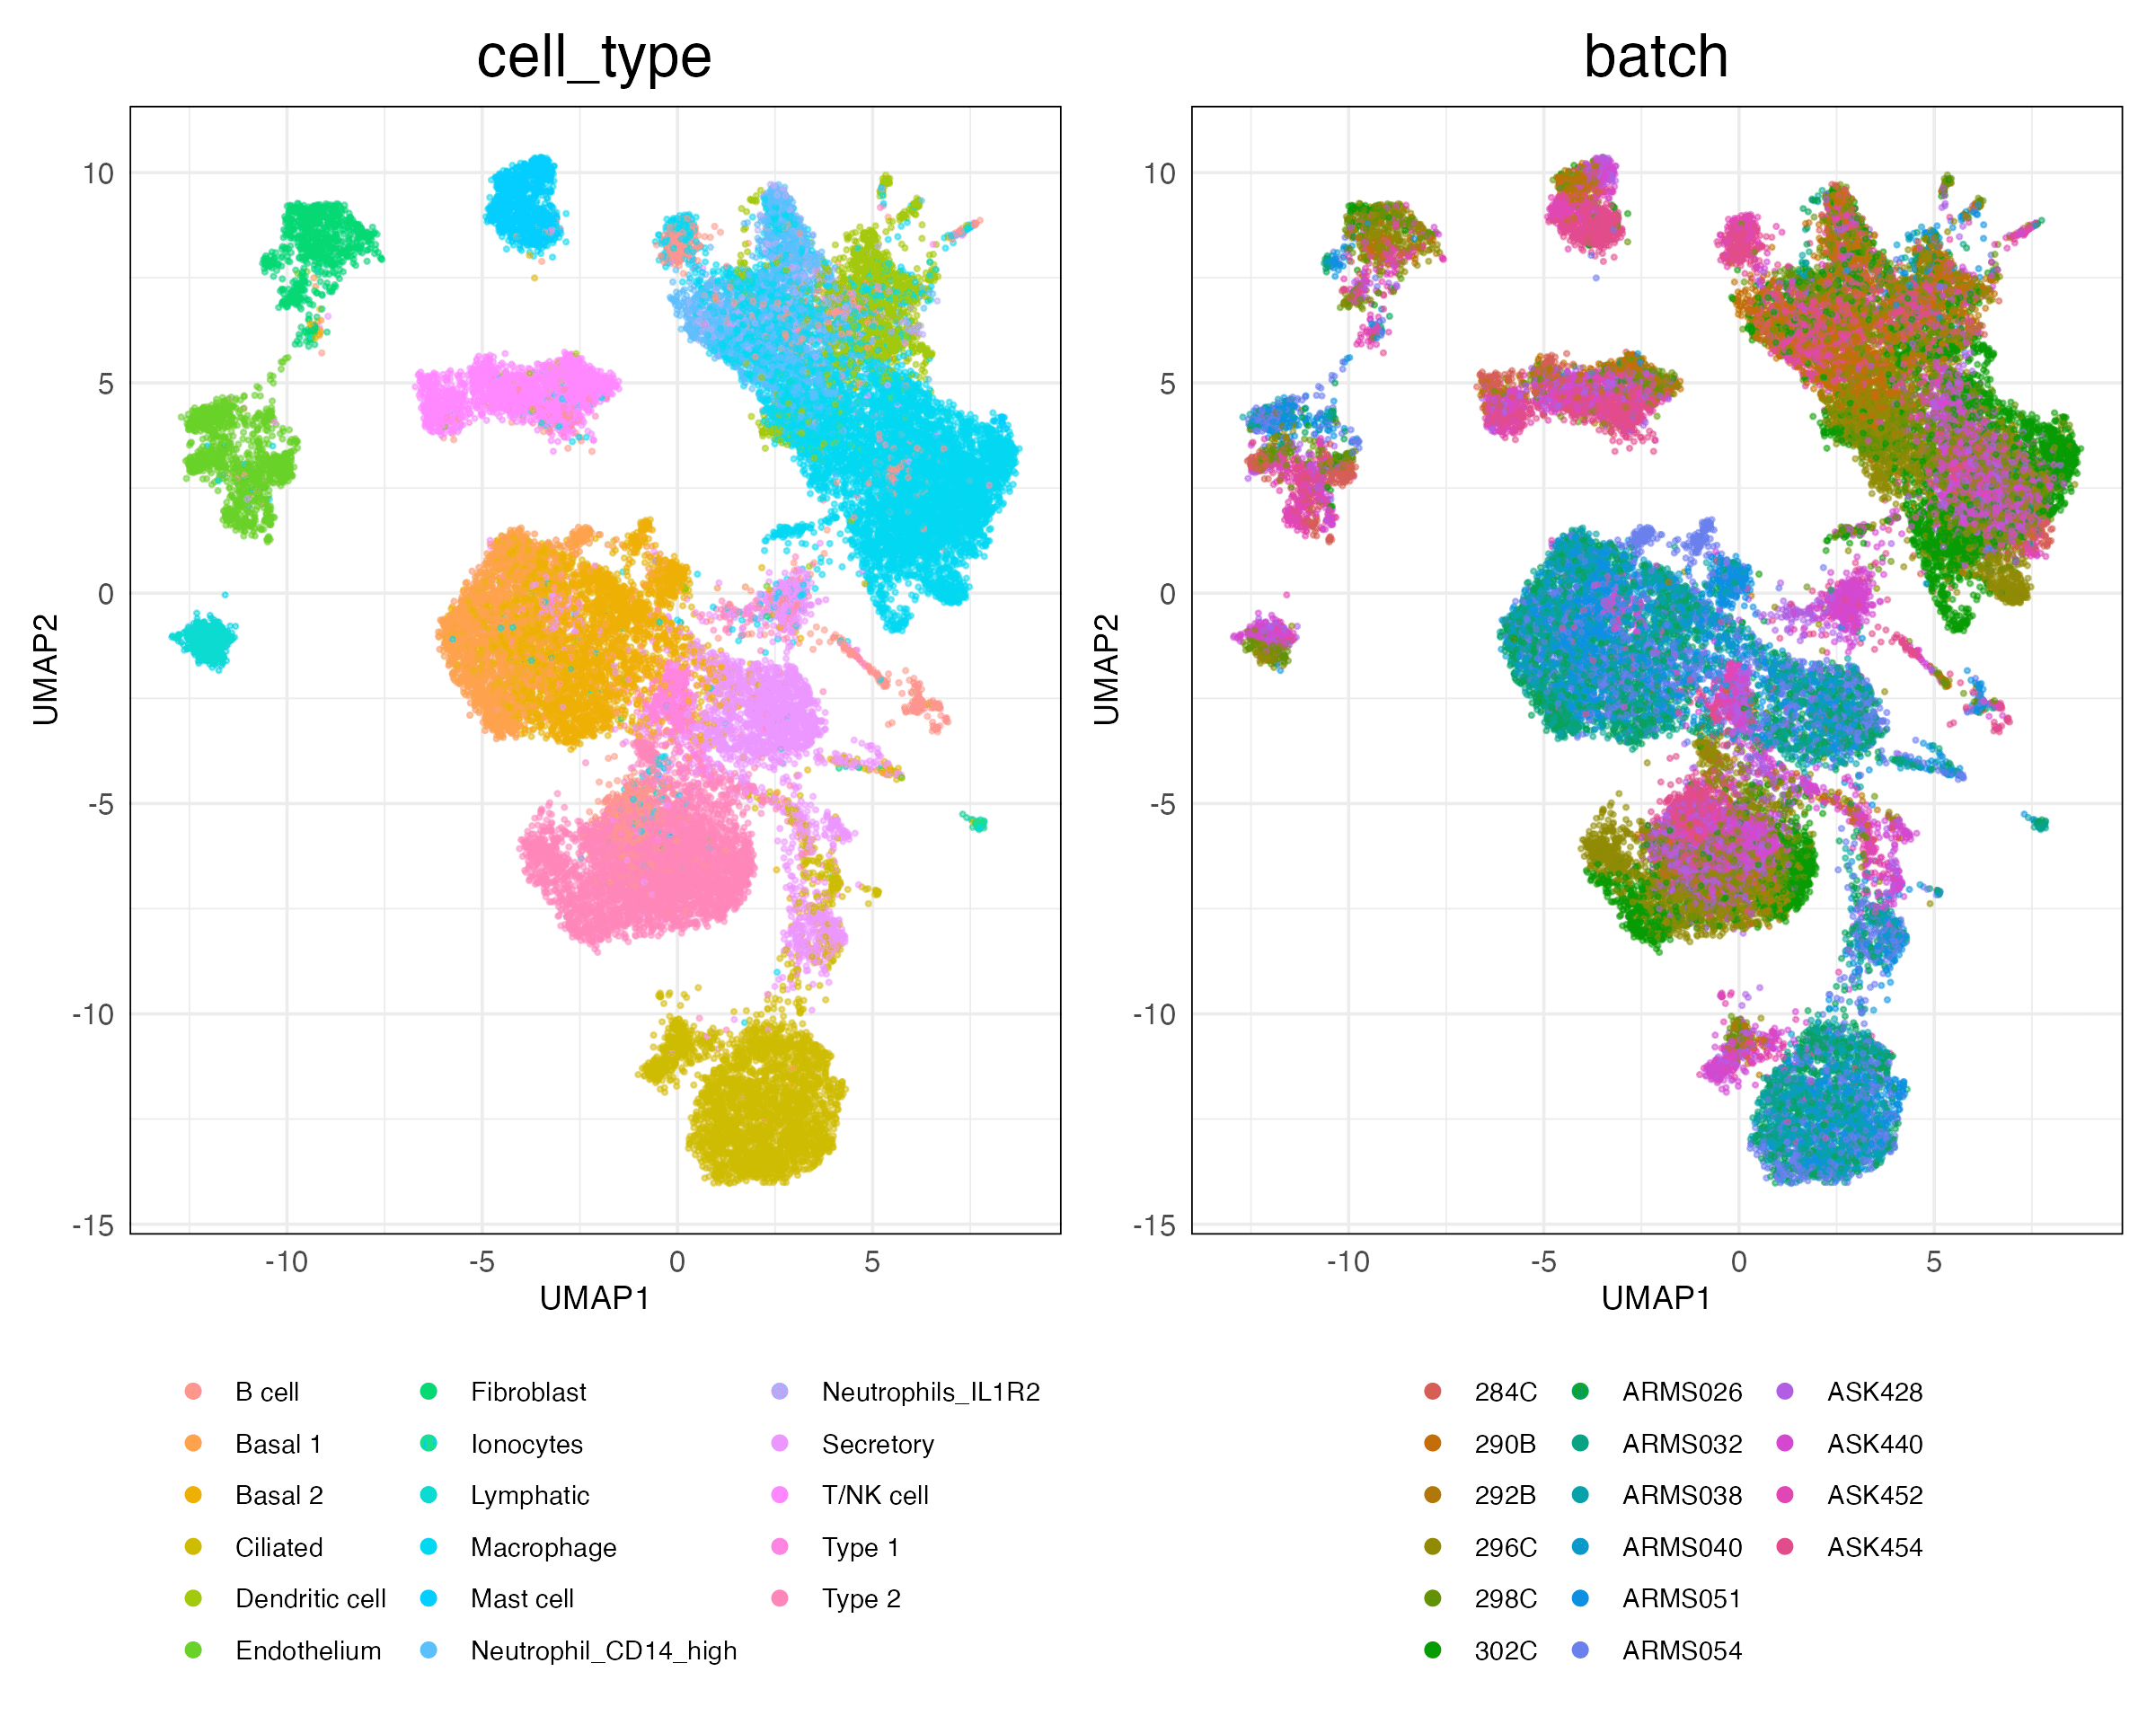 cell_type
10
5
0
-5
-10
-15
UMAP2
-10 -5 0 5
UMAP1
batch
10
5
0
-5
-10
-15
UMAP2
-10 -5 0 5
UMAP1
B cell
Basal 1
Basal 2
Ciliated
Dendritic cell
Endothelium
Fibroblast
Ionocytes
Lymphatic
Macrophage
Mast cell
Neutrophil_CD14_high
Neutrophils_IL1R2
Secretory
T/NK cell
Type 1
Type 2
284C
290B
292B
296C
298C
302C
ARMS026
ARMS032
ARMS038
ARMS040
ARMS051
ARMS054
ASK428
ASK440
ASK452
ASK454